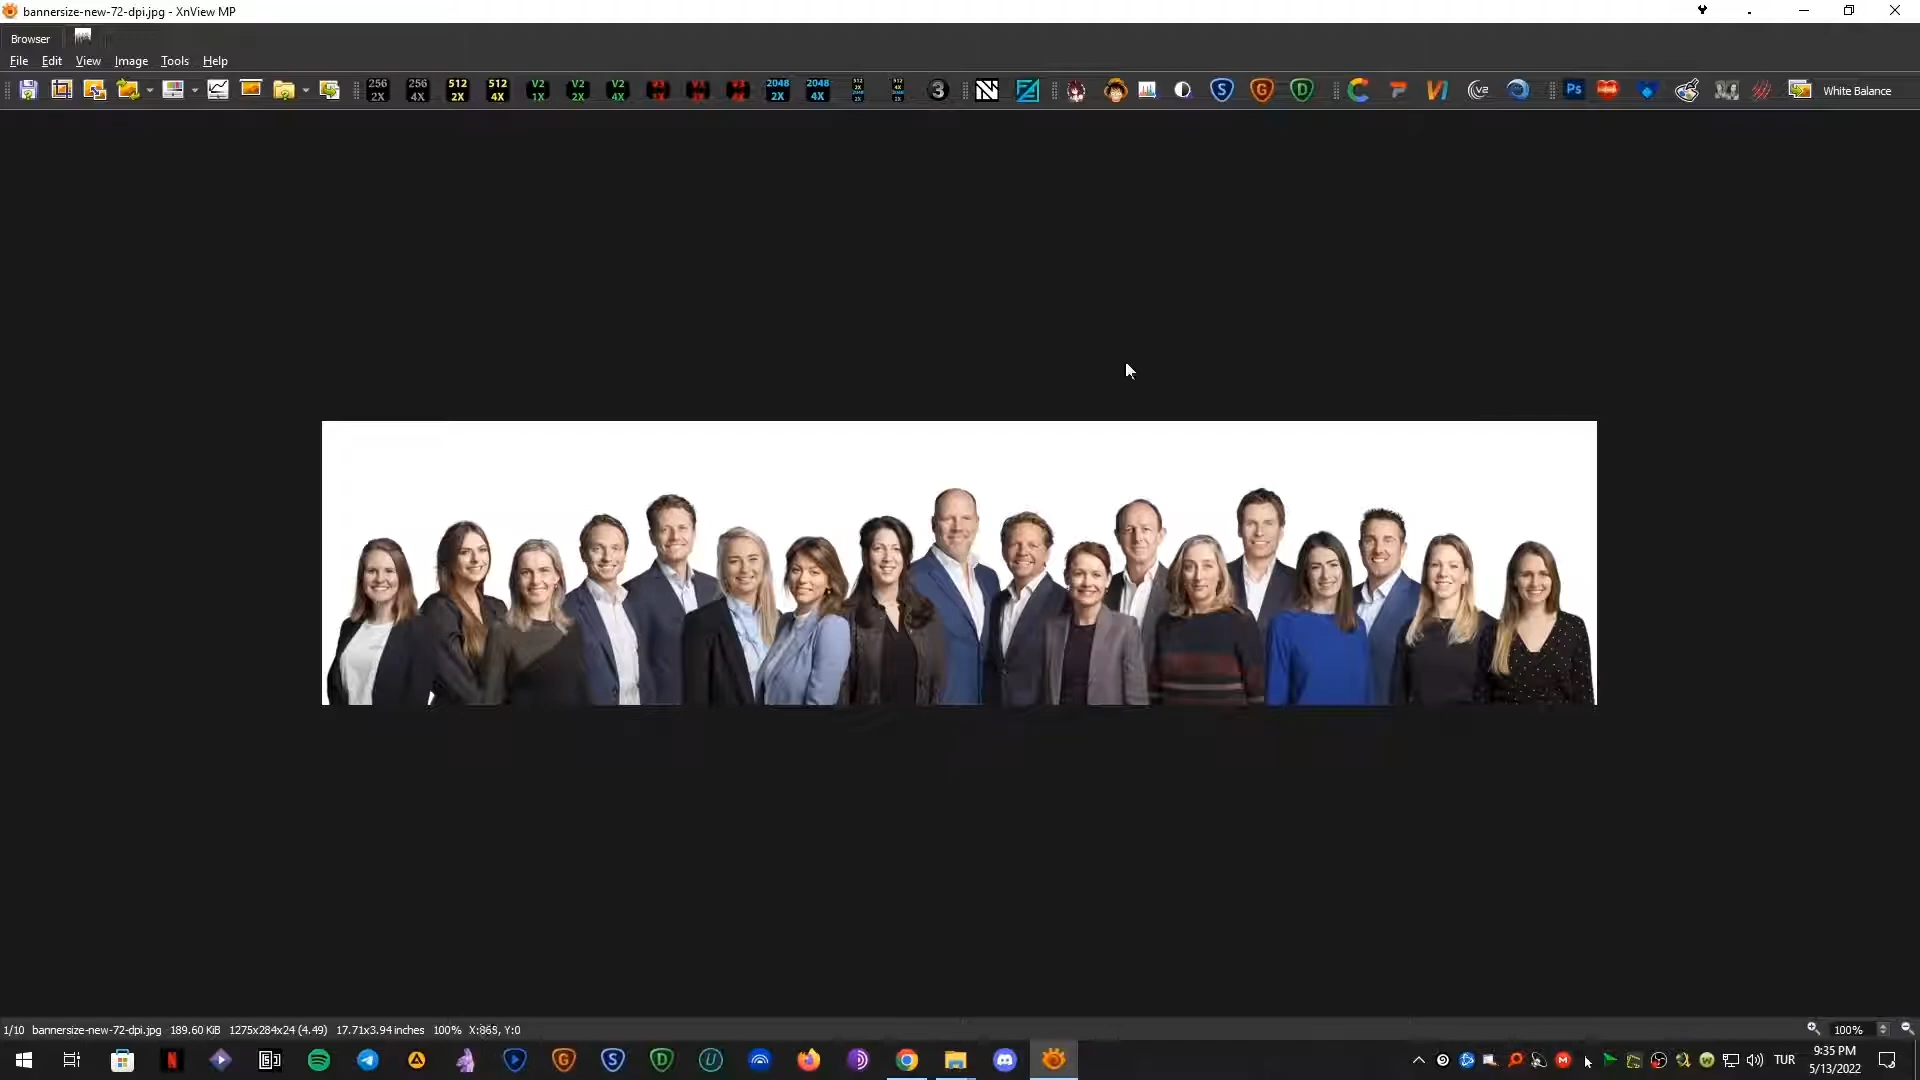 bannersize-new-72-dpi.jpg - XnView MP
Browser
File Edit View Image Tools Help
256 2X 256 4X 512 2X 512 4X V2 1X V2 2X V2 4X 2048 2X 2048 4X 3 S G D V2 Ps White Balance
1/10 bannersize-new-72-dpi.jpg 189.60 KiB 1275x284x24 (4.49) 17.71x3.94 inches 100% X:868, Y:0 100%
N G S D U M W TUR 9:35 PM
5/13/2022